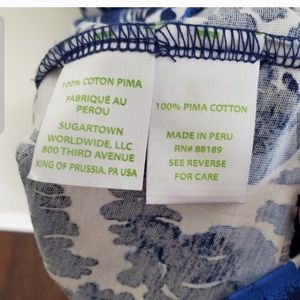 100% COTON PIMA
FABRIQUÉ AU
PEROU
SUGARTOWN
WORLDWIDE, LLC
800 THIRD AVENUE
KING OF PRUSSIA. PA USA
100% PIMA COTTON
MADE IN PERU
RN# 88189
SEE REVERSE
FOR CARE